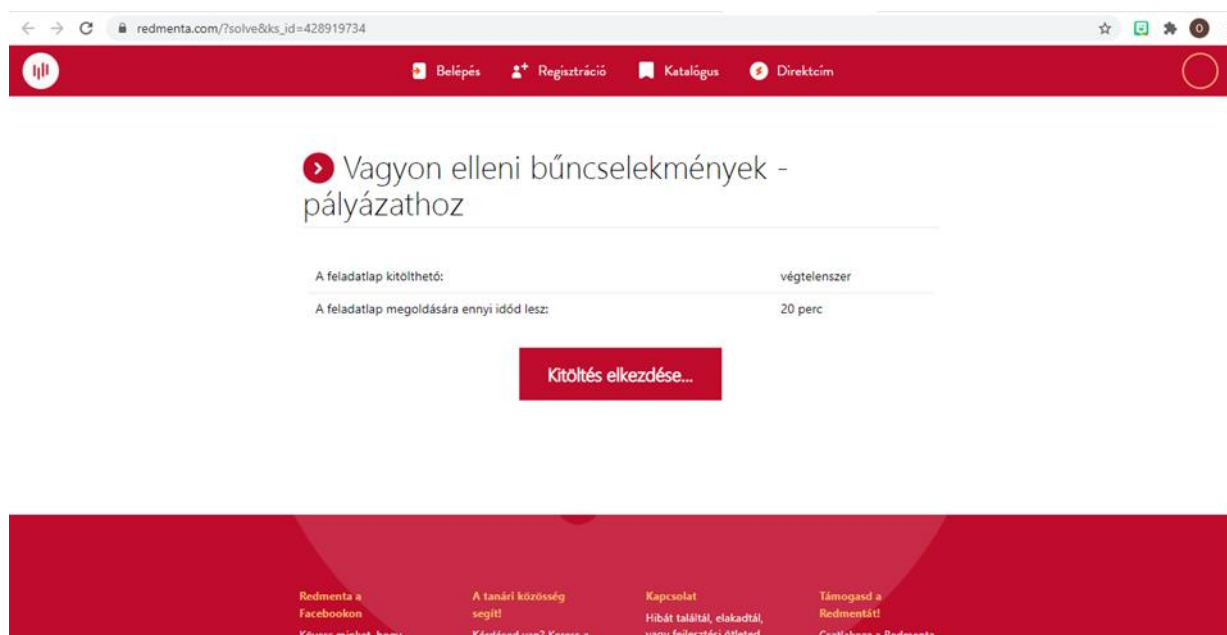 redmenta.com/?solve&ks_id=428919734
Belépés Regisztráció Katalógus Direktcím
Vagyon elleni bűncselekmények -
pályázathoz
A feladatlap kitölthető: végtelenszer
A feladatlap megoldására ennyi időd lesz: 20 perc
Kitöltés elkezdése...
Redmenta a
Facebookon
A tanári közösség
segít!
Kapcsolat
Hibát találtál, elakadtál,
Támogasd a
Redmentát!